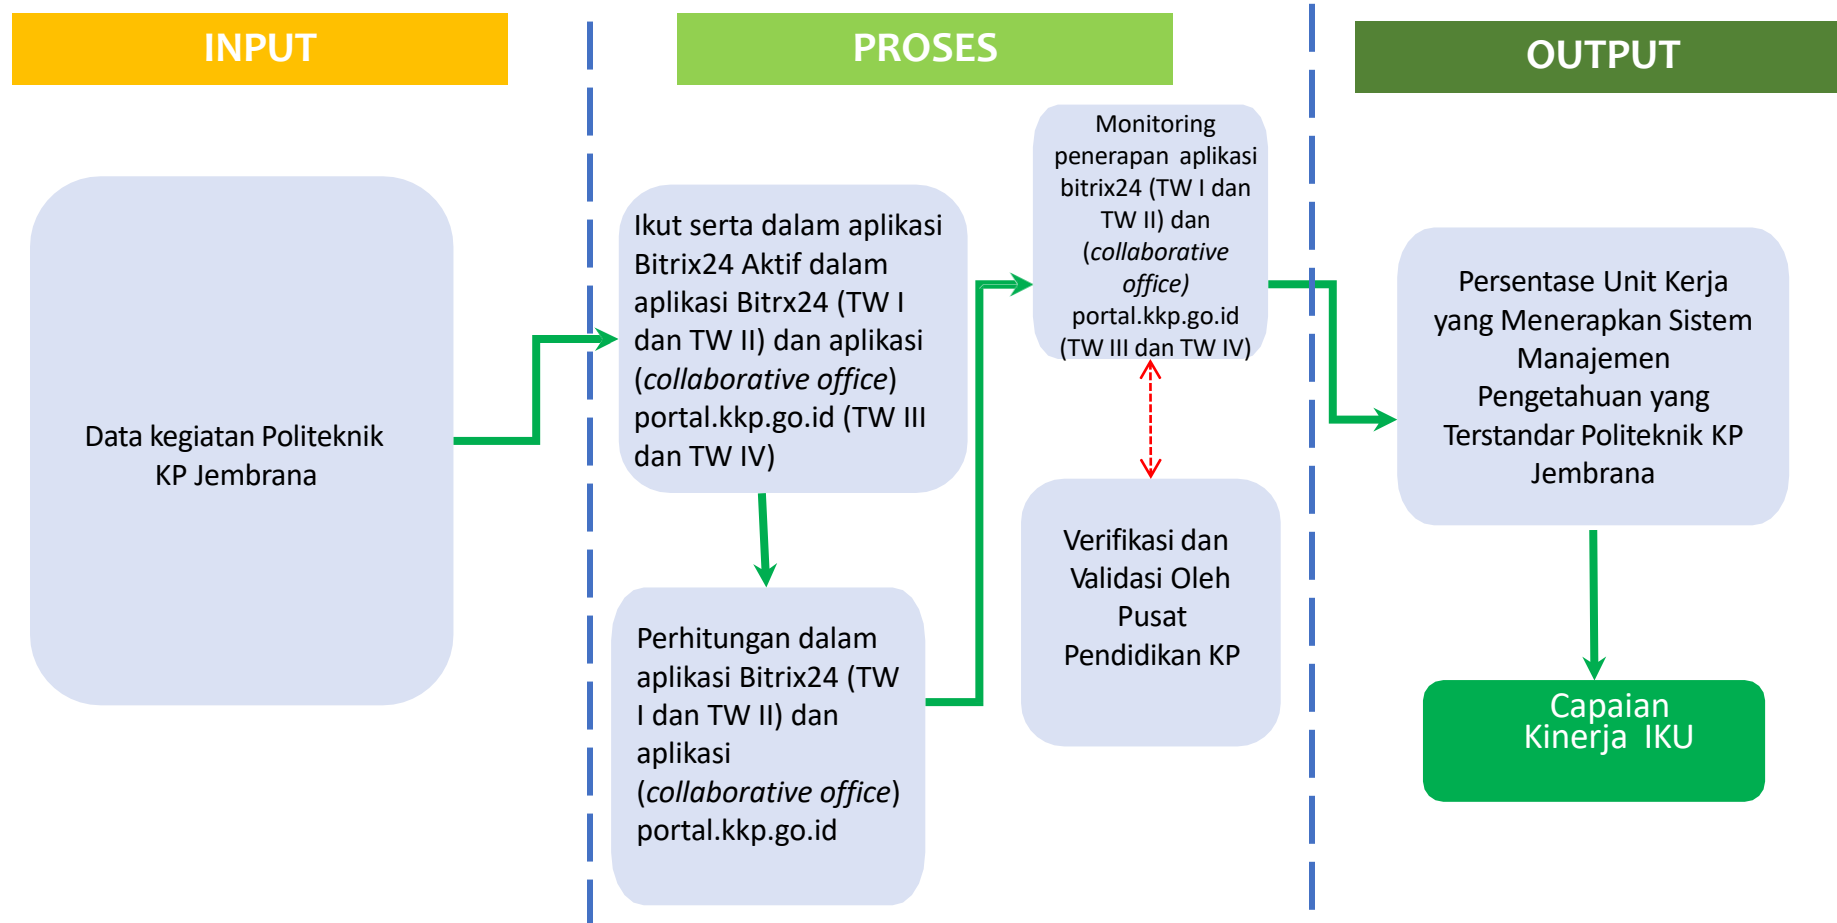 INPUT
PROSES
OUTPUT
Data kegiatan Politeknik
KP Jembrana
Ikut serta dalam aplikasi
Bitrix24 Aktif dalam
aplikasi Bitrx24 (TW I
dan TW II) dan aplikasi
(collaborative office)
portal.kkp.go.id (TW III
dan TW IV)
Perhitungan dalam
aplikasi Bitrix24 (TW
I dan TW II) dan
aplikasi
(collaborative office)
portal.kkp.go.id
Monitoring
penerapan aplikasi
bitrix24 (TW I dan
TW II) dan
(collaborative
office)
portal.kkp.go.id
(TW III dan TW IV)
Verifikasi dan
Validasi Oleh
Pusat
Pendidikan KP
Persentase Unit Kerja
yang Menerapkan Sistem
Manajemen
Pengetahuan yang
Terstandar Politeknik KP
Jembrana
Capaian
Kinerja IKU